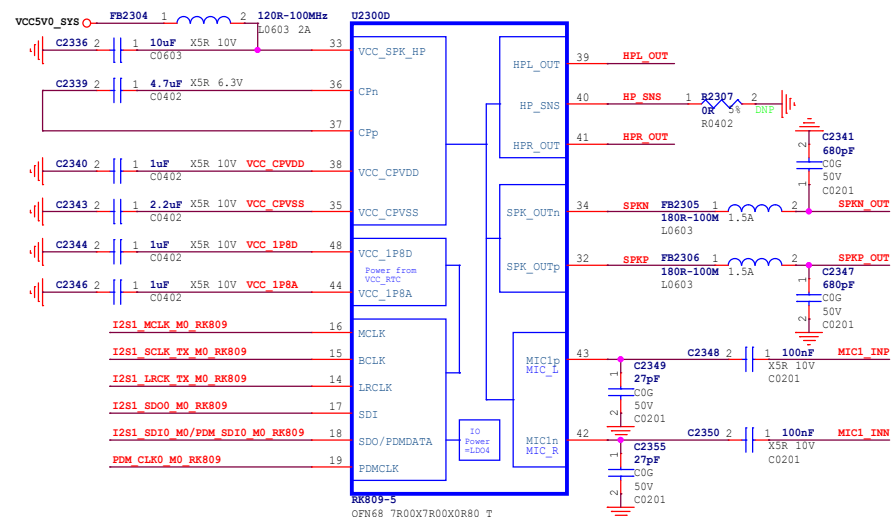 VCC5V0_SYS
FB2304 1 2 120R-100MHz
L0603 2A
U2300D
C2336 2 1 10uF X5R 10V 33 VCC_SPK_HP
C0603
C2339 2 1 4.7uF X5R 6.3V 36 CPn
C0402
37 CPp
C2340 2 1 1uF X5R 10V VCC_CPVDD 38 VCC_CPVDD
C0402
C2343 2 1 2.2uF X5R 10V VCC_CPVSS 35 VCC_CPVSS
C0402
C2344 2 1 1uF X5R 10V VCC_1P8D 48 VCC_1P8D
C0402
Power from
VCC_RTC
C2346 2 1 1uF X5R 10V VCC_1P8A 44 VCC_1P8A
C0402
I2S1_MCLK_M0_RK809 16 MCLK
I2S1_SCLK_TX_M0_RK809 15 BCLK
I2S1_LRCK_TX_M0_RK809 14 LRCLK
I2S1_SDO0_M0_RK809 17 SDI
I2S1_SDI0_M0/PDM_SDI0_M0_RK809 18 SDO/PDMDATA
PDM_CLK0_M0_RK809 19 PDMCLK
IO
Power
=LDO4
RK809-5
QFN68_7R00X7R00X0R80_T
HPL_OUT 39 HPL_OUT
HP_SNS 40 HP_SNS 1 R2307 2
0R 5% DNP
R0402
HPR_OUT 41 HPR_OUT
2 C2341
680pF
1 C0G
50V
C0201
SPK_OUTn 34 SPKN FB2305 1 2 SPKN_OUT
180R-100M 1.5A
L0603
SPK_OUTp 32 SPKP FB2306 1 2 SPKP_OUT
180R-100M 1.5A
L0603
1 C2347
680pF
2 C0G
50V
C0201
MIC1p 43 C2348 2 1 100nF MIC1_INP
MIC_L
X5R 10V
C0201
1 C2349
27pF
2 C0G
50V
C0201
MIC1n 42 C2350 2 1 100nF MIC1_INN
MIC_R
X5R 10V
C0201
1 C2355
27pF
2 C0G
50V
C0201